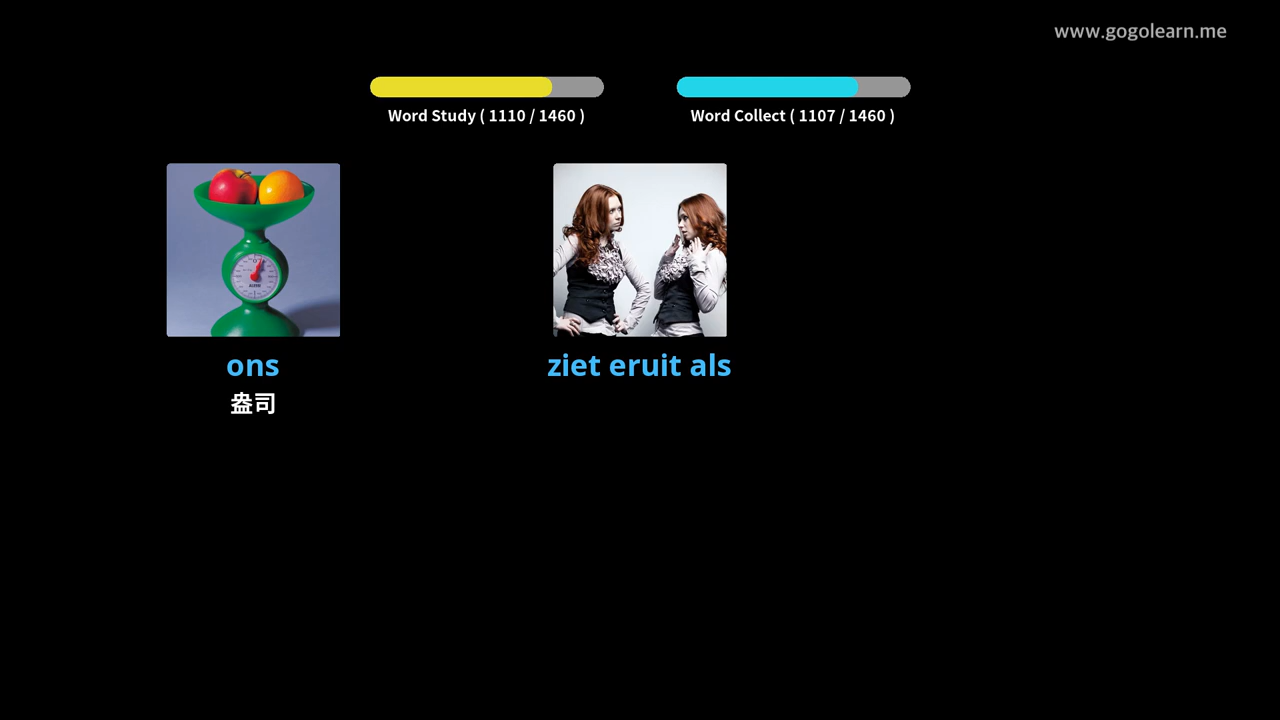 www.gogolearn.me
Word Study ( 1110 / 1460 )
Word Collect ( 1107 / 1460 )
ons
ziet eruit als
盎司